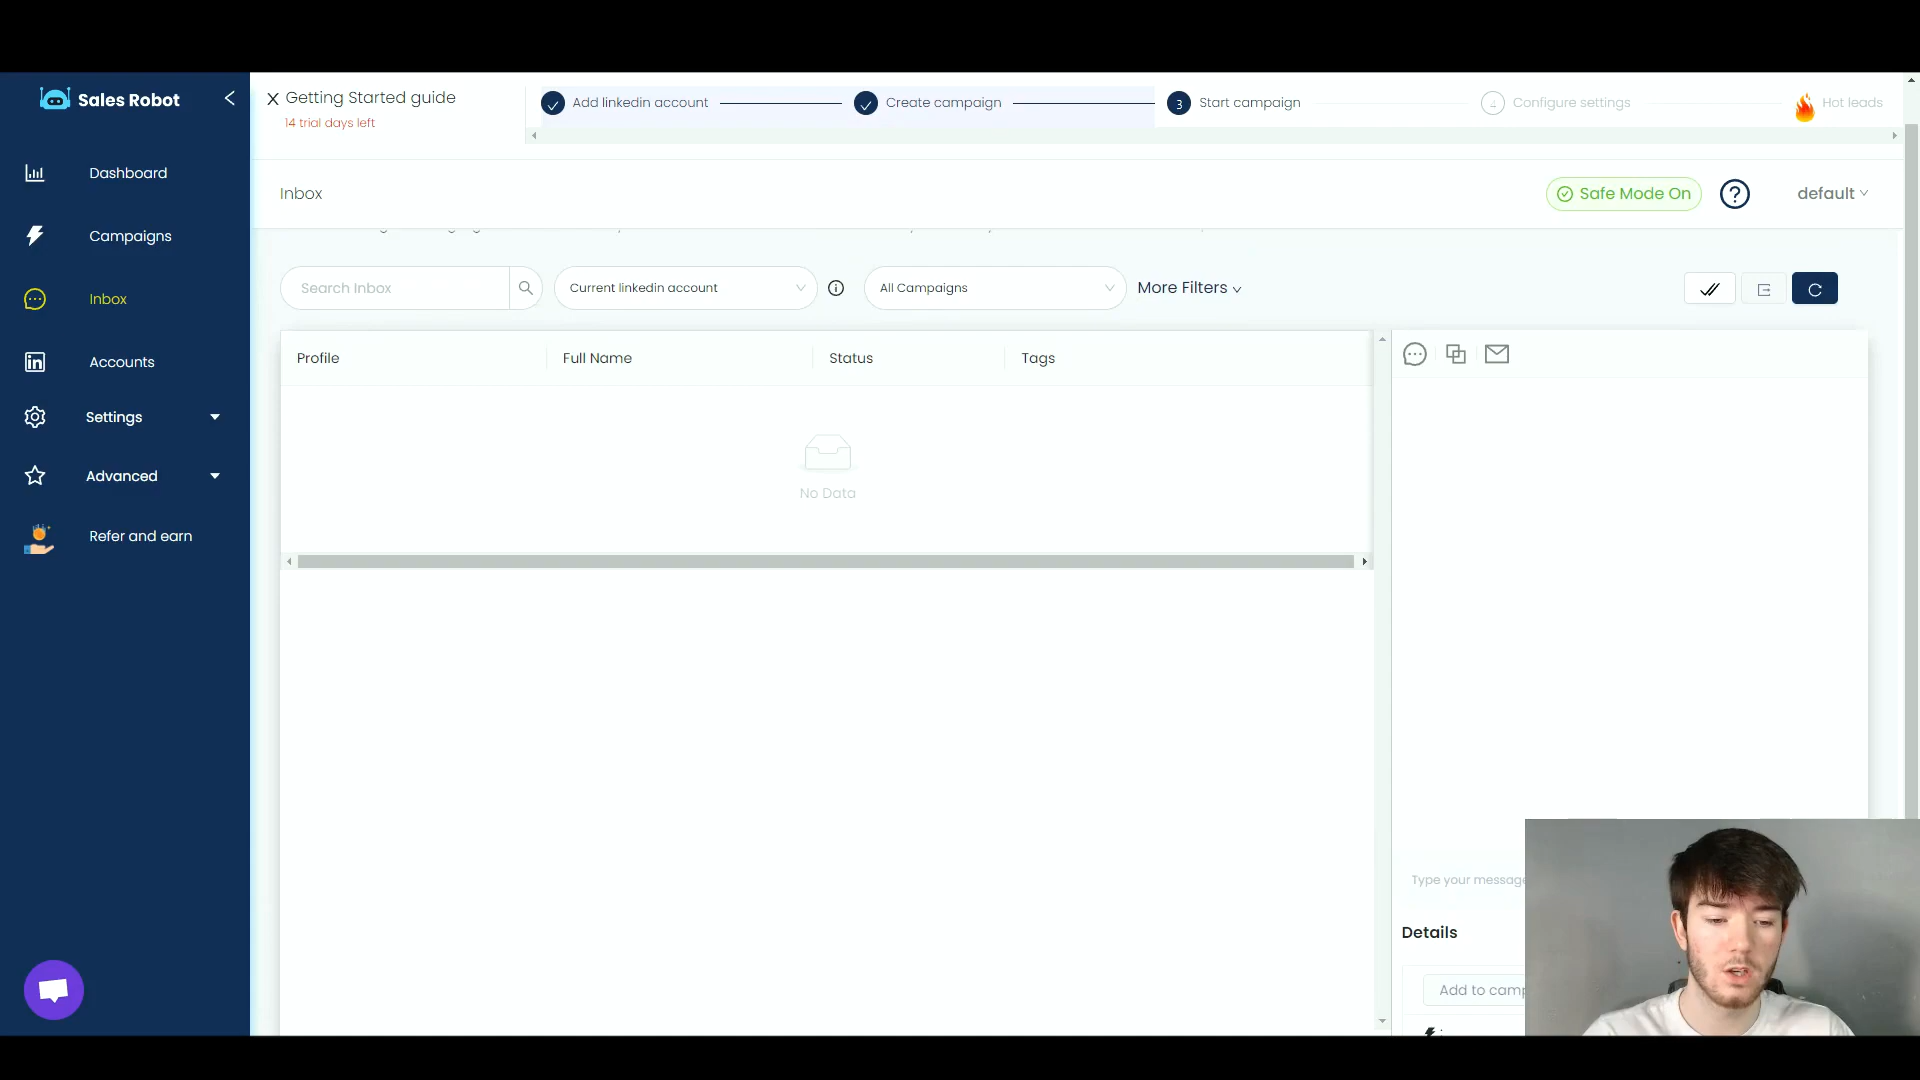 Sales Robot
Getting Started guide
14 trial days left
Add linkedin account
Create campaign
3 Start campaign
4 Configure settings
Hot leads
Dashboard
Campaigns
Inbox
Accounts
Settings
Advanced
Refer and earn
Inbox
Safe Mode On
?
default
Search Inbox
Current linkedin account
All Campaigns
More Filters
Profile
Full Name
Status
Tags
No Data
Type your message
Details
Add to